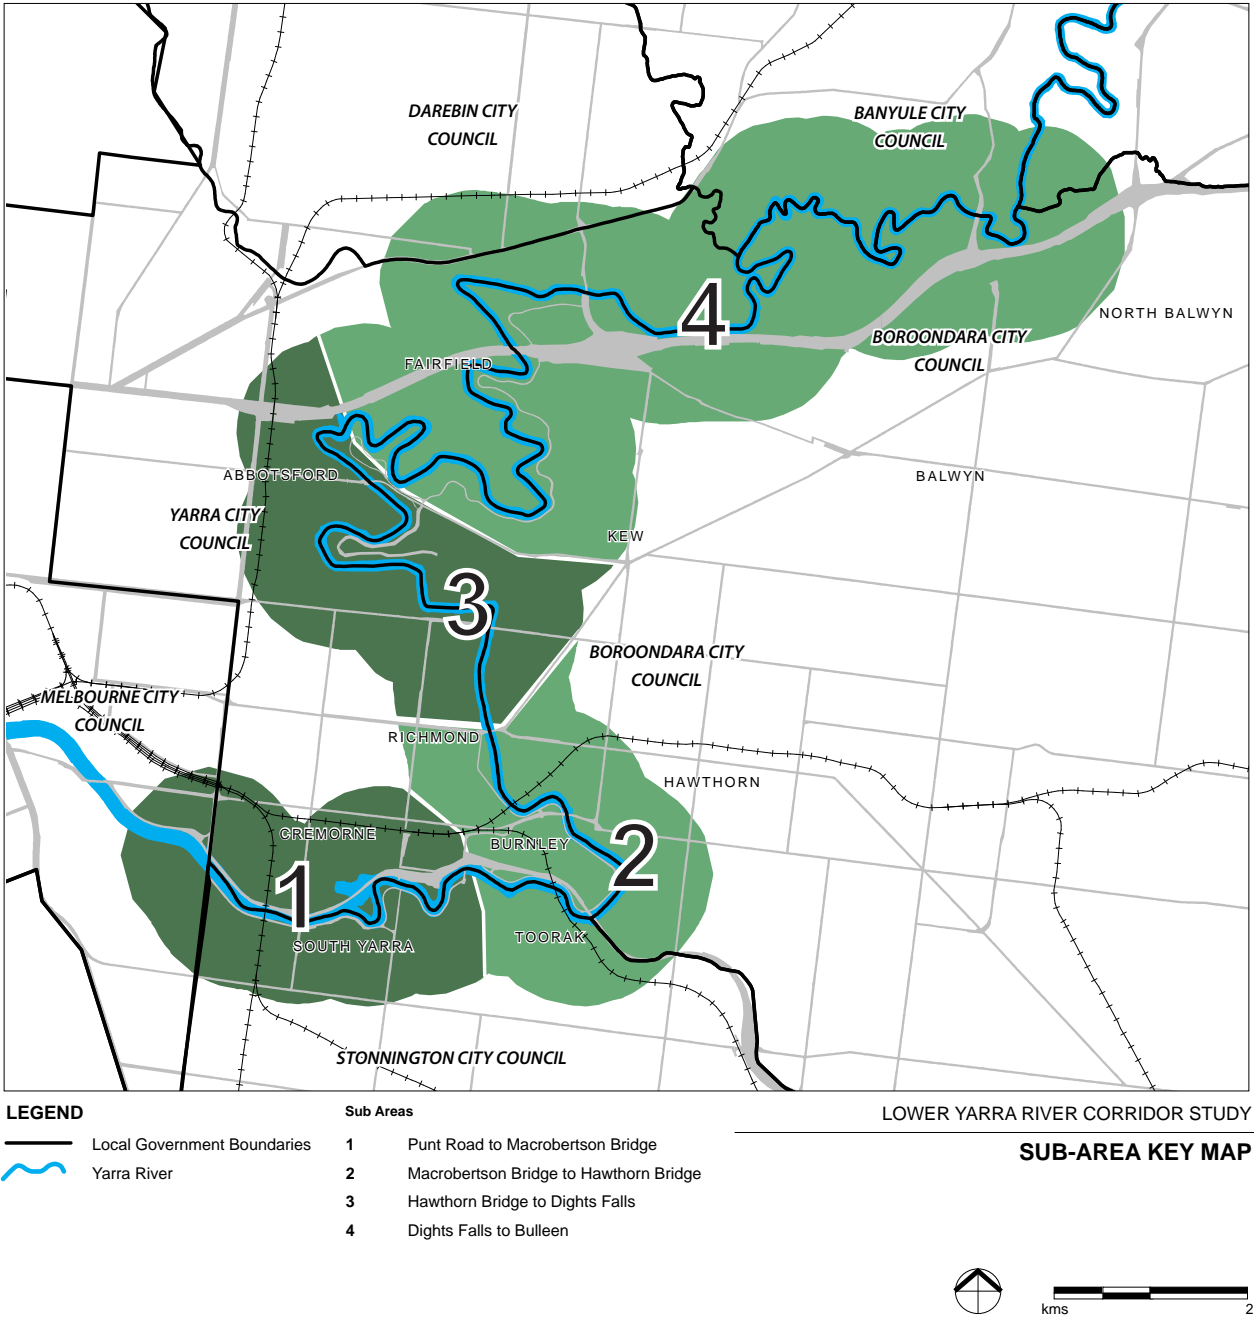 DAREBIN CITY
COUNCIL
BANYULE CITY
COUNCIL
4
NORTH BALWYN
BOROONDARA CITY
COUNCIL
FAIRFIELD
ABBOTSFORD
BALWYN
YARRA CITY
COUNCIL
KEW
3
BOROONDARA CITY
COUNCIL
MELBOURNE CITY
COUNCIL
RICHMOND
HAWTHORN
CREMORNE
BURNLEY
2
1
TOORAK
SOUTH YARRA
STONNINGTON CITY COUNCIL
LEGEND
Local Government Boundaries
Yarra River
Sub Areas
1 Punt Road to Macrobertson Bridge
2 Macrobertson Bridge to Hawthorn Bridge
3 Hawthorn Bridge to Dights Falls
4 Dights Falls to Bulleen
LOWER YARRA RIVER CORRIDOR STUDY
SUB-AREA KEY MAP
kms 2